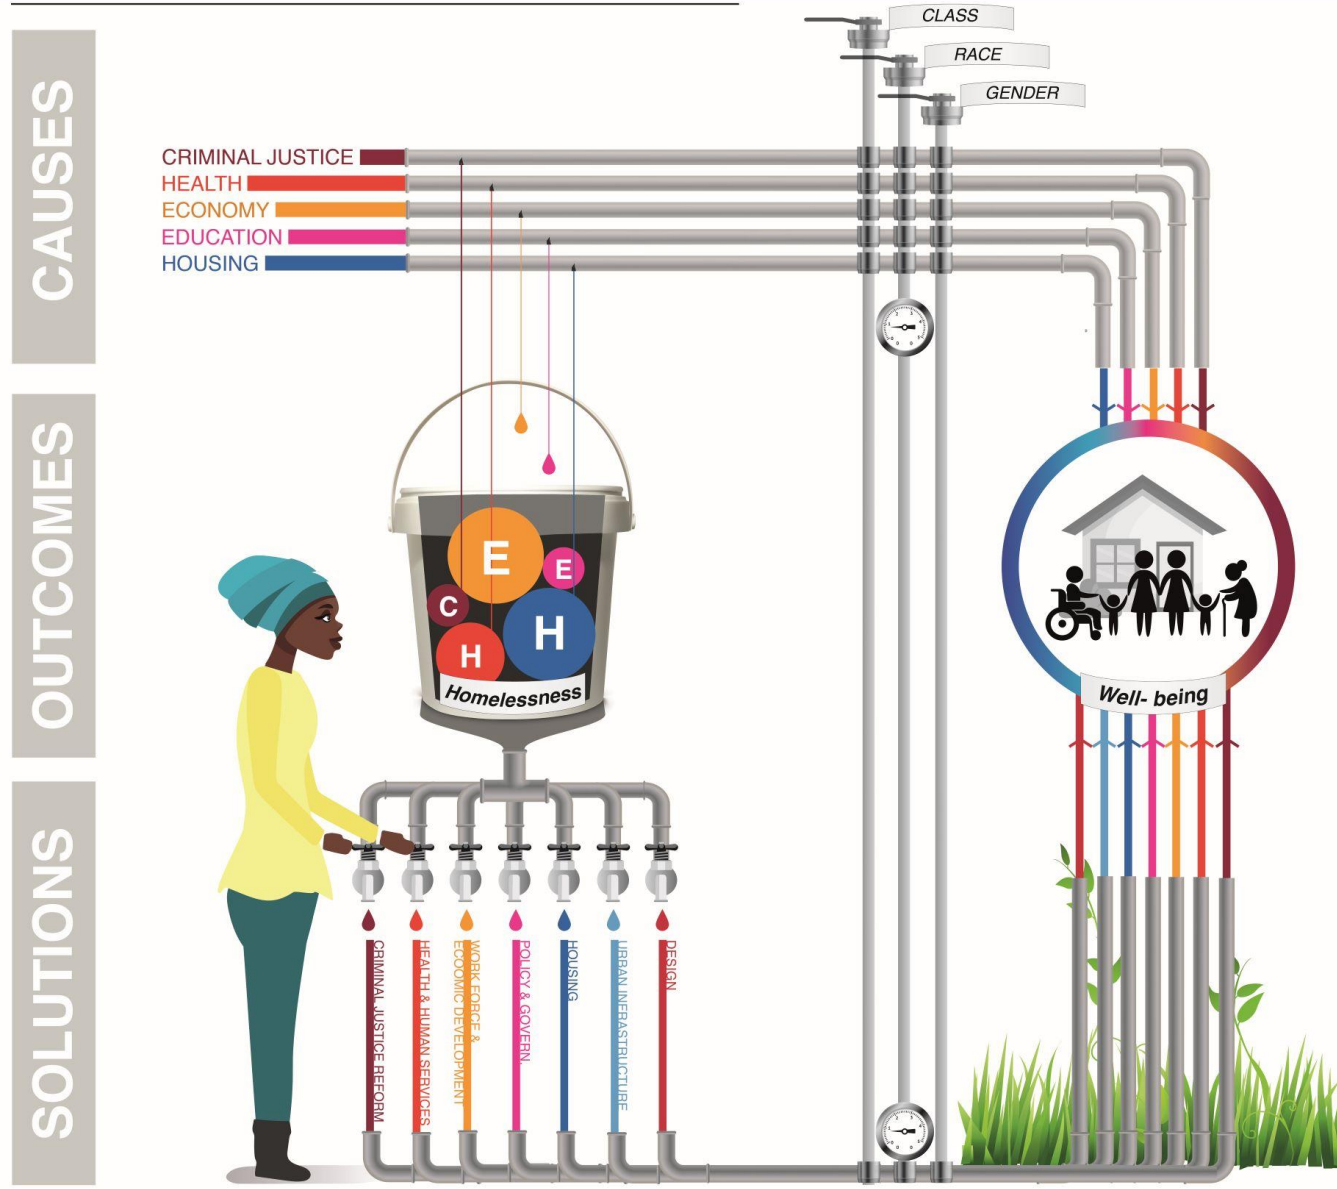 CAUSES
CLASS
RACE
GENDER
CRIMINAL JUSTICE
HEALTH
ECONOMY
EDUCATION
HOUSING
OUTCOMES
E
E
C
H
H
Homelessness
Well- being
SOLUTIONS
CRIMINAL JUSTICE REFORM
HEALTH & HUMAN SERVICES
WORK FORCE &
ECOOMIC DEVELOPMENT
POLICY & GOVERN.
HOUSING
URBAN INFRASTRUCTURE
DESIGN